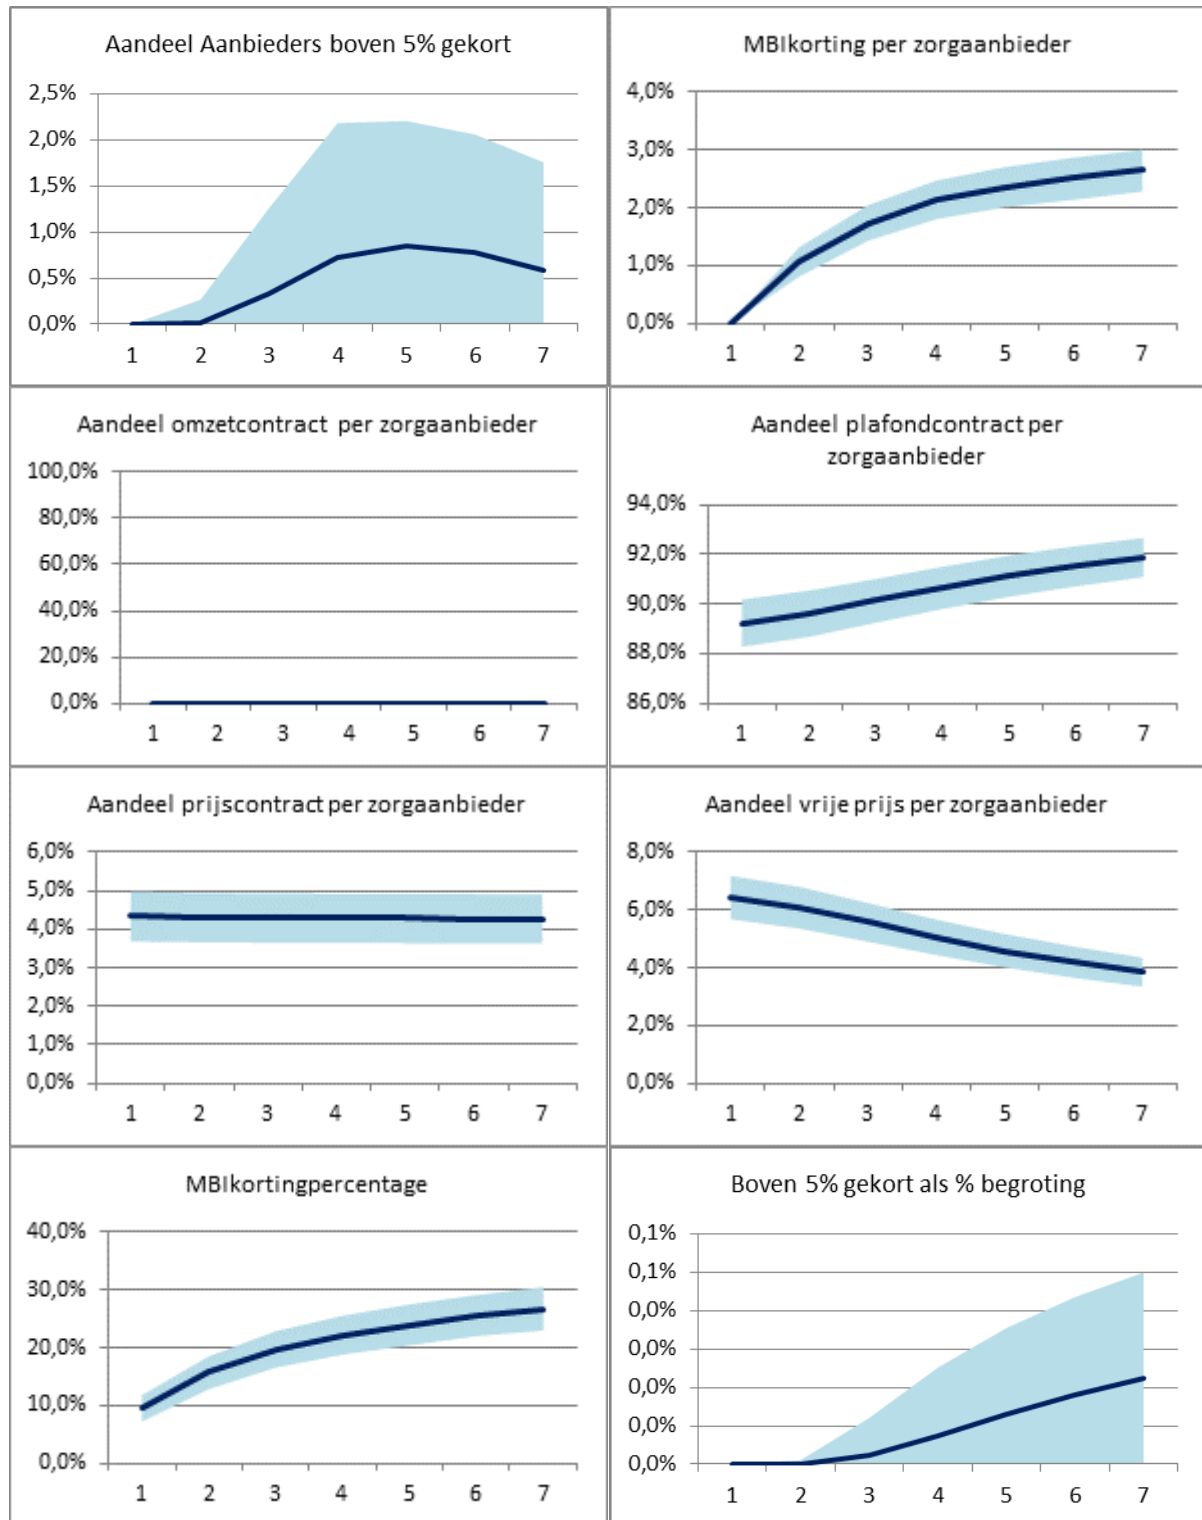 Aandeel Aanbieders boven 5% gekort
2,5%
2,0%
1,5%
1,0%
0,5%
0,0%
1 2 3 4 5 6 7
MBIkorting per zorgaanbieder
4,0%
3,0%
2,0%
1,0%
0,0%
1 2 3 4 5 6 7
Aandeel omzetcontract per zorgaanbieder
100,0%
80,0%
60,0%
40,0%
20,0%
0,0%
1 2 3 4 5 6 7
Aandeel plafondcontract per
zorgaanbieder
94,0%
92,0%
90,0%
88,0%
86,0%
1 2 3 4 5 6 7
Aandeel prijscontract per zorgaanbieder
6,0%
5,0%
4,0%
3,0%
2,0%
1,0%
0,0%
1 2 3 4 5 6 7
Aandeel vrije prijs per zorgaanbieder
8,0%
6,0%
4,0%
2,0%
0,0%
1 2 3 4 5 6 7
MBIkortingpercentage
40,0%
30,0%
20,0%
10,0%
0,0%
1 2 3 4 5 6 7
Boven 5% gekort als % begroting
0,1%
0,1%
0,0%
0,0%
0,0%
0,0%
0,0%
1 2 3 4 5 6 7